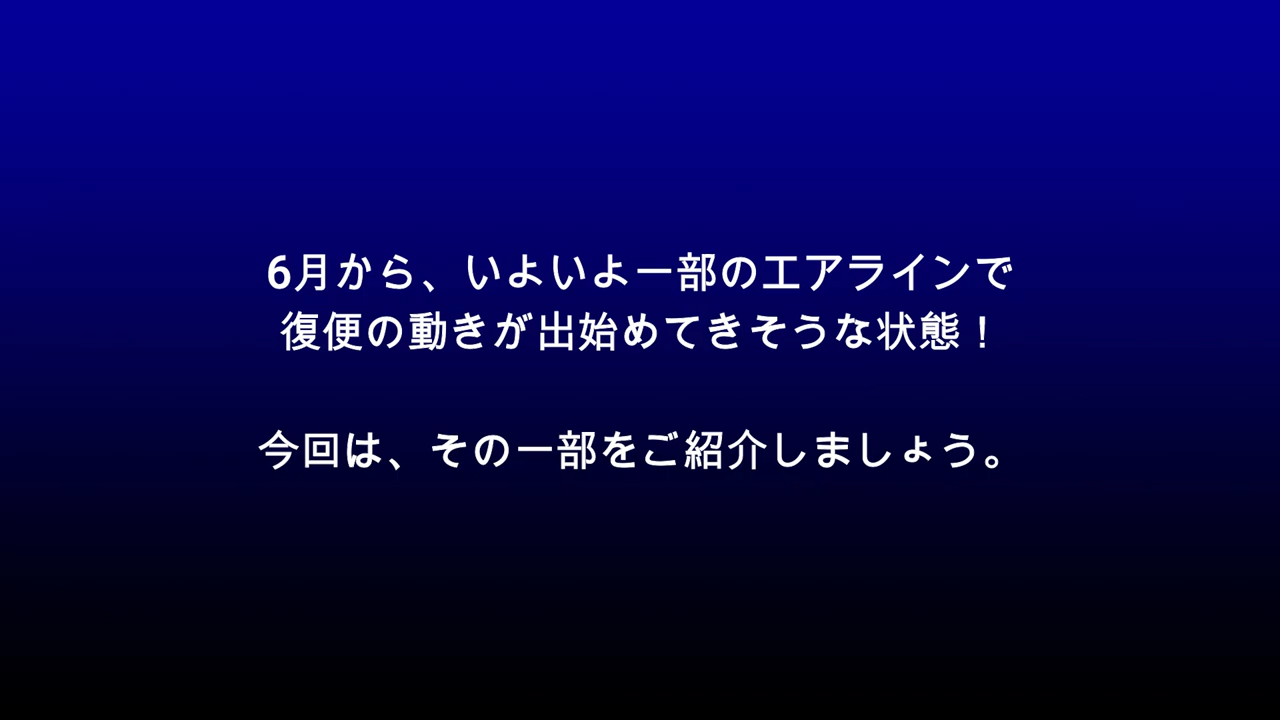 6月から、いよいよ一部のエアラインで
復便の動きが出始めてきそうな状態！
今回は、その一部をご紹介しましょう。